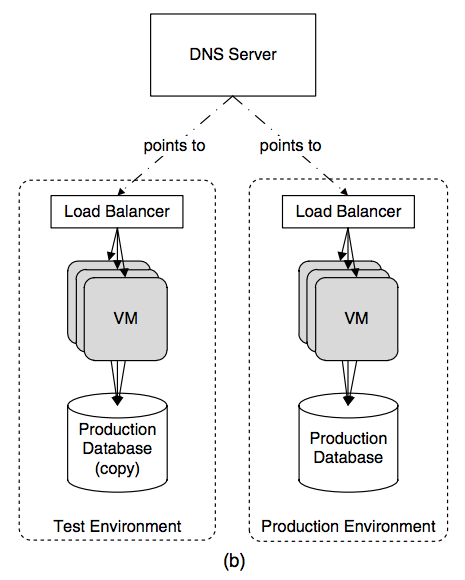 DNS Server
points to
points to
Load Balancer
Load Balancer
VM
VM
Production
Database
(copy)
Production
Database
Test Environment
Production Environment
(b)